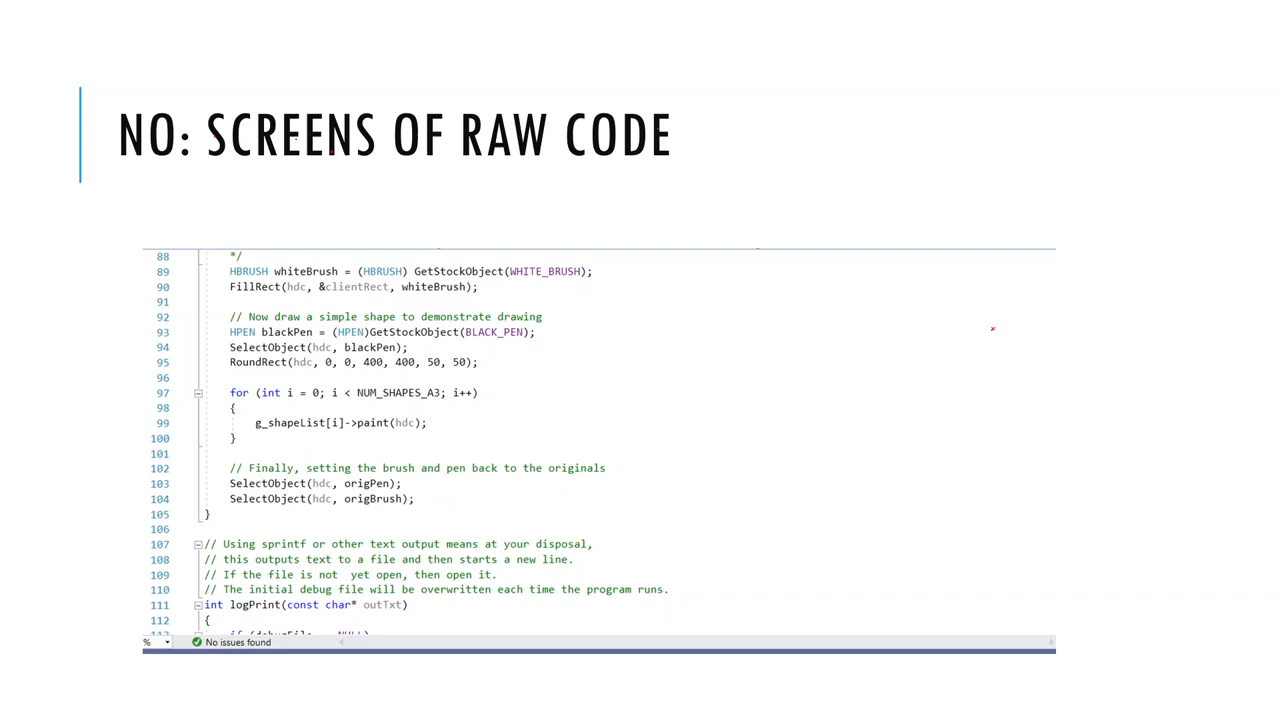 NO: SCREENS OF RAW CODE
88 */
89 HBRUSH whiteBrush = (HBRUSH) GetStockObject(WHITE_BRUSH);
90 FillRect(hdc, &clientRect, whiteBrush);
91
92 // Now draw a simple shape to demonstrate drawing
93 HPEN blackPen = (HPEN)GetStockObject(BLACK_PEN);
94 SelectObject(hdc, blackPen);
95 RoundRect(hdc, 0, 0, 400, 400, 50, 50);
96
97 for (int i = 0; i < NUM_SHAPES_A3; i++)
98 {
99 g_shapeList[i]->paint(hdc);
100 }
101
102 // Finally, setting the brush and pen back to the originals
103 SelectObject(hdc, origPen);
104 SelectObject(hdc, origBrush);
105 }
106
107 // Using sprintf or other text output means at your disposal,
108 // this outputs text to a file and then starts a new line.
109 // If the file is not  yet open, then open it.
110 // The initial debug file will be overwritten each time the program runs.
111 int logPrint(const char* outTxt)
112 {
% No issues found